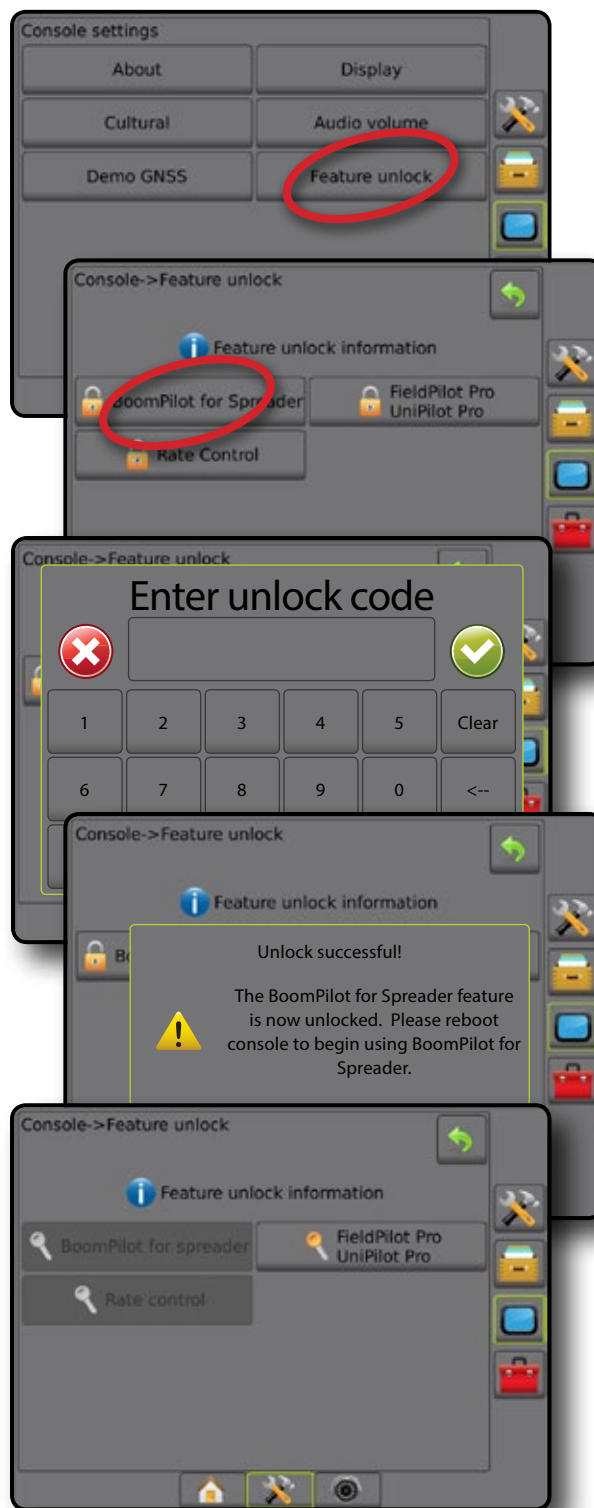 Console settings
About
Display
Cultural
Audio volume
Demo GNSS
Feature unlock
Console->Feature unlock
Feature unlock information
BoomPilot for Spreader
FieldPilot Pro
UniPilot Pro
Rate Control
Console->Feature unlock
Enter unlock code
1 2 3 4 5 Clear
6 7 8 9 0 <--
Console->Feature unlock
Feature unlock information
Unlock successful!
The BoomPilot for Spreader feature
is now unlocked. Please reboot
console to begin using BoomPilot for
Spreader.
Console->Feature unlock
Feature unlock information
BoomPilot for spreader
FieldPilot Pro
UniPilot Pro
Rate control